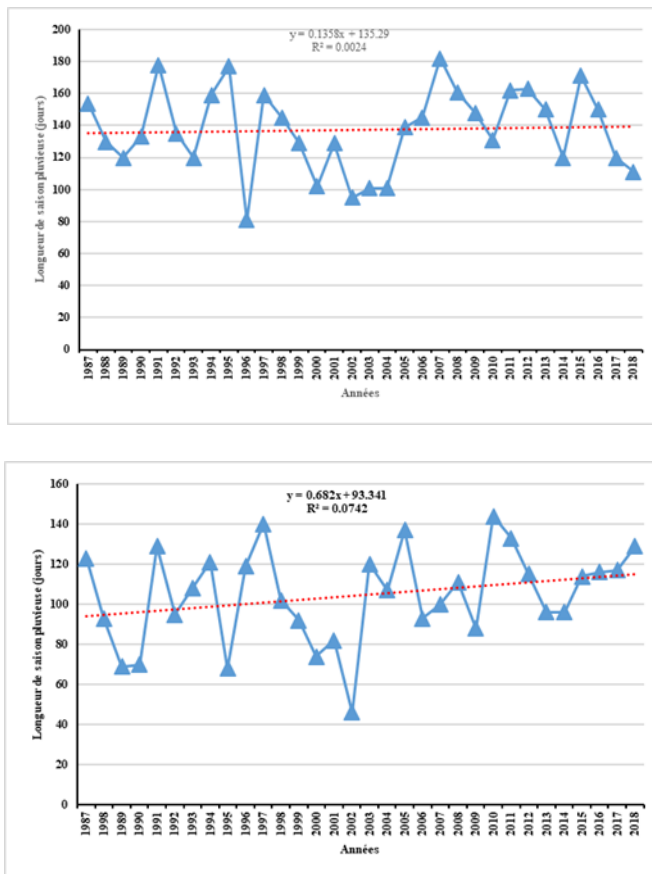 y = 0.1358x + 135.29
R² = 0.0024
200
180
160
140
120
100
80
60
40
20
0
Longueur de saison pluvieuse (jours)
1987 1988 1989 1990 1991 1992 1993 1994 1995 1996 1997 1998 1999 2000 2001 2002 2003 2004 2005 2006 2007 2008 2009 2010 2011 2012 2013 2014 2015 2016 2017 2018
Années
y = 0.682x + 93.341
R² = 0.0742
160
140
120
100
80
60
40
20
0
Longueur de saison pluvieuse (jours)
1987 1998 1989 1990 1991 1992 1993 1994 1995 1996 1997 1998 1999 2000 2001 2002 2003 2004 2005 2006 2007 2008 2009 2010 2011 2012 2013 2014 2015 2016 2017 2018
Années